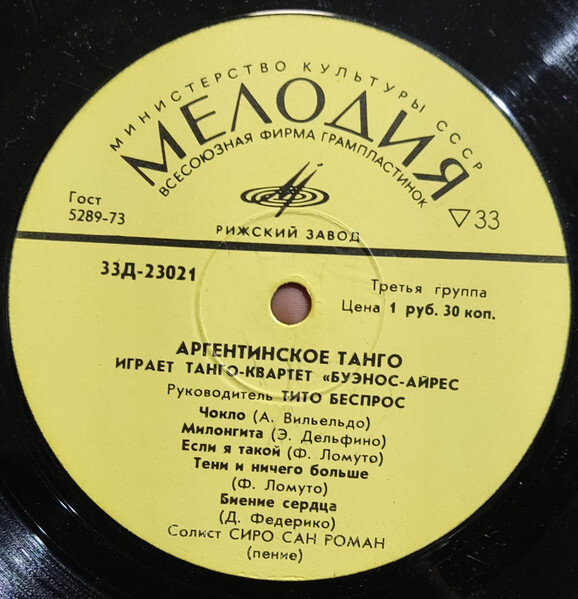 МИНИСТЕРСТВО КУЛЬТУРЫ СССР
МЕЛОДИЯ
ВСЕСОЮЗНАЯ ФИРМА ГРАМПЛАСТИНОК
Гост
5289-73
33
РИЖСКИЙ ЗАВОД
33Д-23021
Третья группа
Цена 1 руб. 30 коп.
АРГЕНТИНСКОЕ ТАНГО
ИГРАЕТ ТАНГО-КВАРТЕТ «БУЭНОС-АЙРЕС
Руководитель ТИТО БЕСПРОС
Чокло (А. Вильельдо)
Милонгита (Э. Дельфино)
Если я такой (Ф. Ломуто)
Тени и ничего больше
(Ф. Ломуто)
Биение сердца
(Д. Федерико)
Солист СИРО САН РОМАН
(пение)